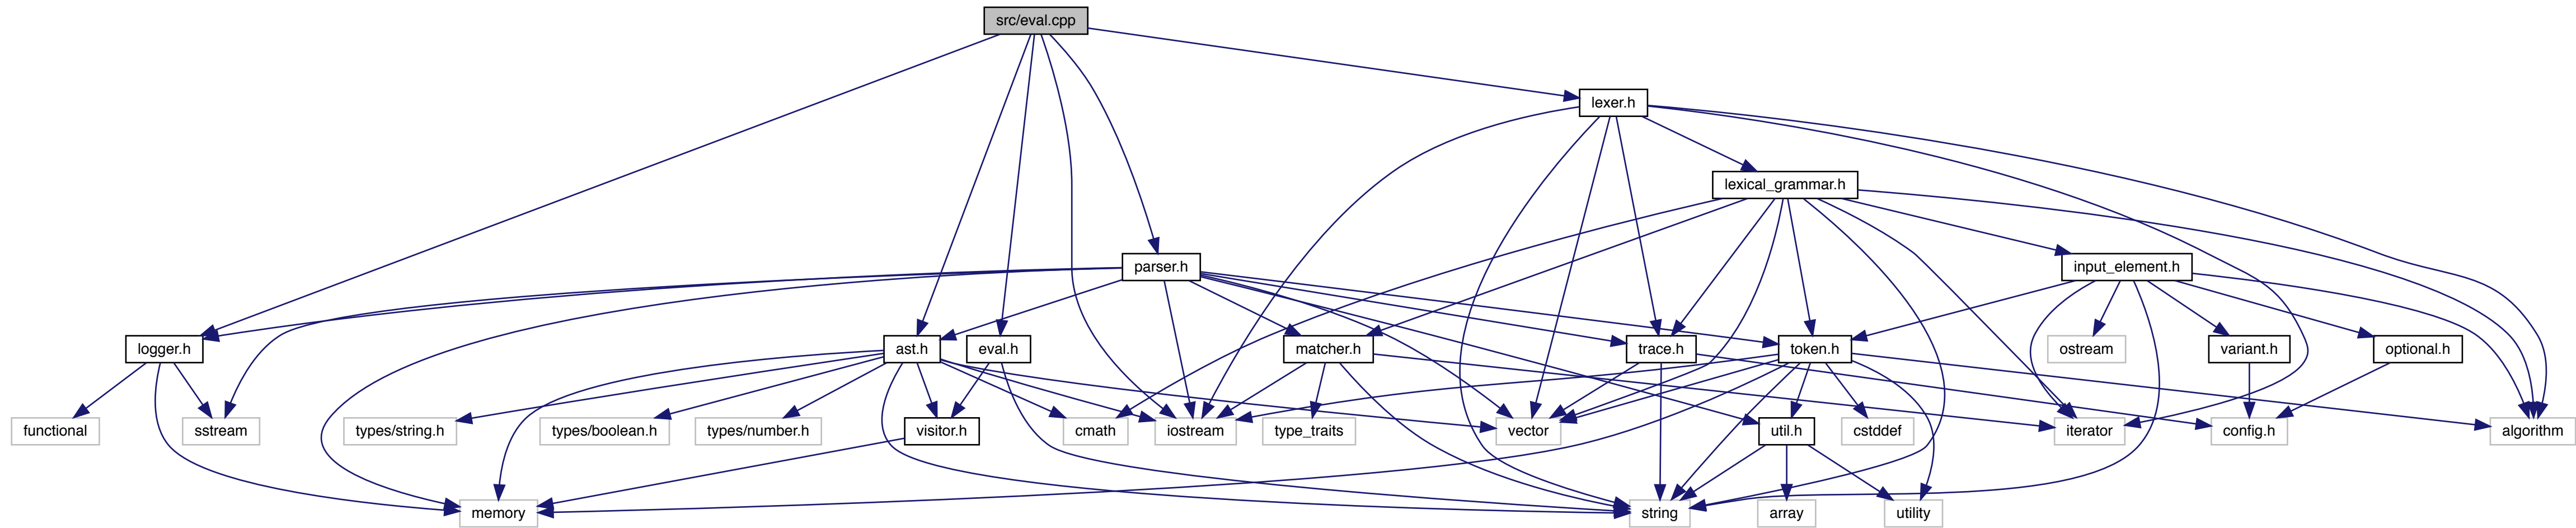 src/eval.cpp
lexer.h
lexical_grammar.h
parser.h
input_element.h
logger.h
ast.h
eval.h
matcher.h
trace.h
token.h
ostream
variant.h
optional.h
functional
sstream
types/string.h
types/boolean.h
types/number.h
visitor.h
cmath
iostream
type_traits
vector
util.h
cstddef
iterator
config.h
algorithm
memory
string
array
utility